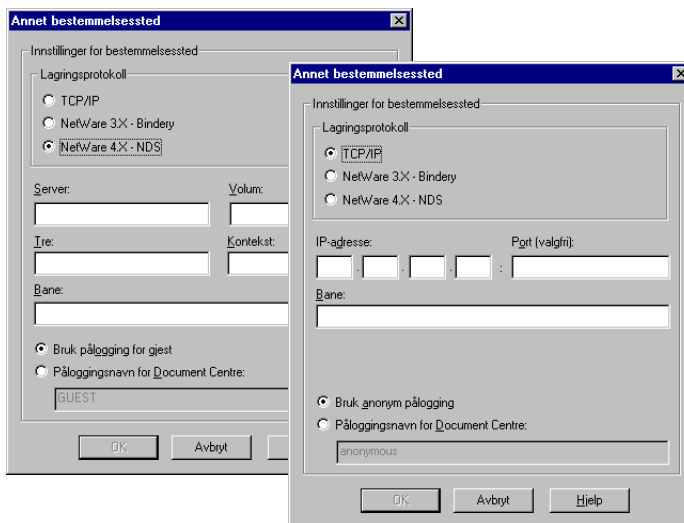 Annet bestemmelsessted
Innstillinger for bestemmelsessted
Lagringsprotokoll
TCP/IP
NetWare 3.X - Bindery
NetWare 4.X - NDS
Server: Volum:
Tre: Kontekst:
Bane:
Bruk pålogging for gjest
Påloggingsnavn for Document Centre:
GUEST
OK Avbryt
Annet bestemmelsessted
Innstillinger for bestemmelsessted
Lagringsprotokoll
TCP/IP
NetWare 3.X - Bindery
NetWare 4.X - NDS
IP-adresse: Port (valgfri):
. . . :
Bane:
Bruk anonym pålogging
Påloggingsnavn for Document Centre:
anonymous
OK Avbryt Hjelp